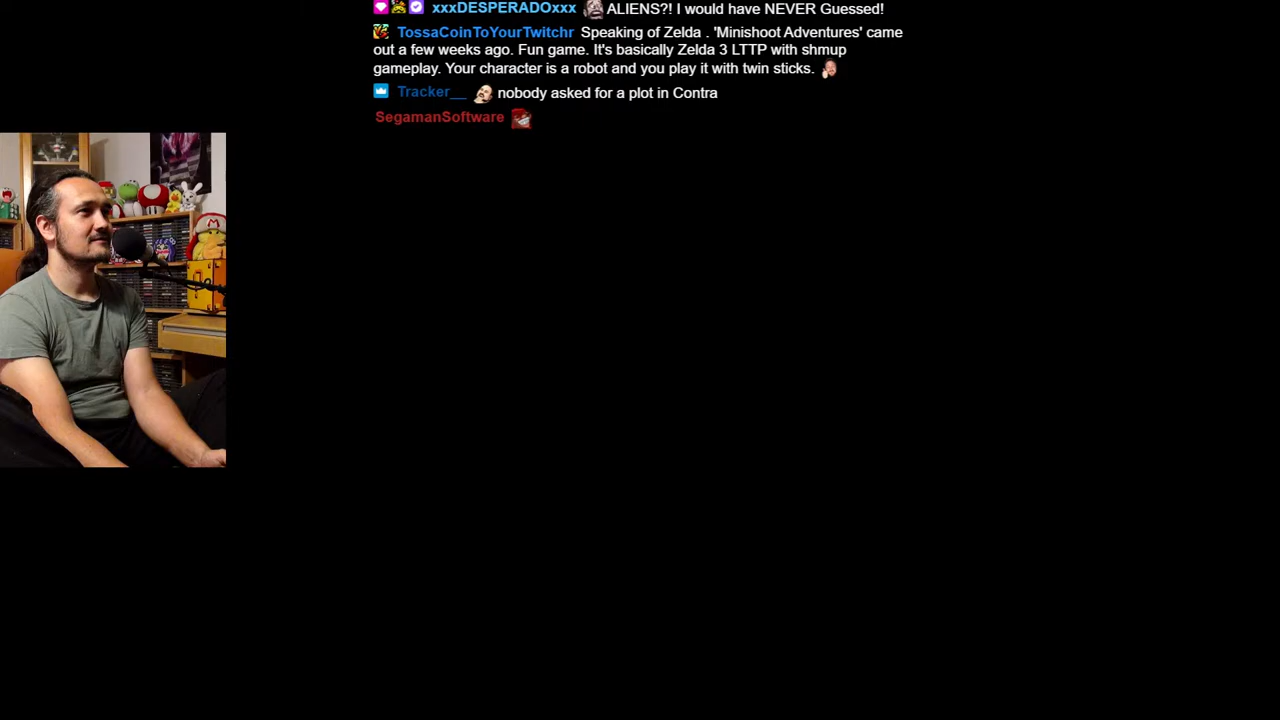 xxxDESPERADOxxx ALIENS?! I would have NEVER Guessed!
TossaCoinToYourTwitchr Speaking of Zelda . 'Minishoot Adventures' came
out a few weeks ago. Fun game. It's basically Zelda 3 LTTP with shmup
gameplay. Your character is a robot and you play it with twin sticks.
Tracker__ nobody asked for a plot in Contra
SegamanSoftware